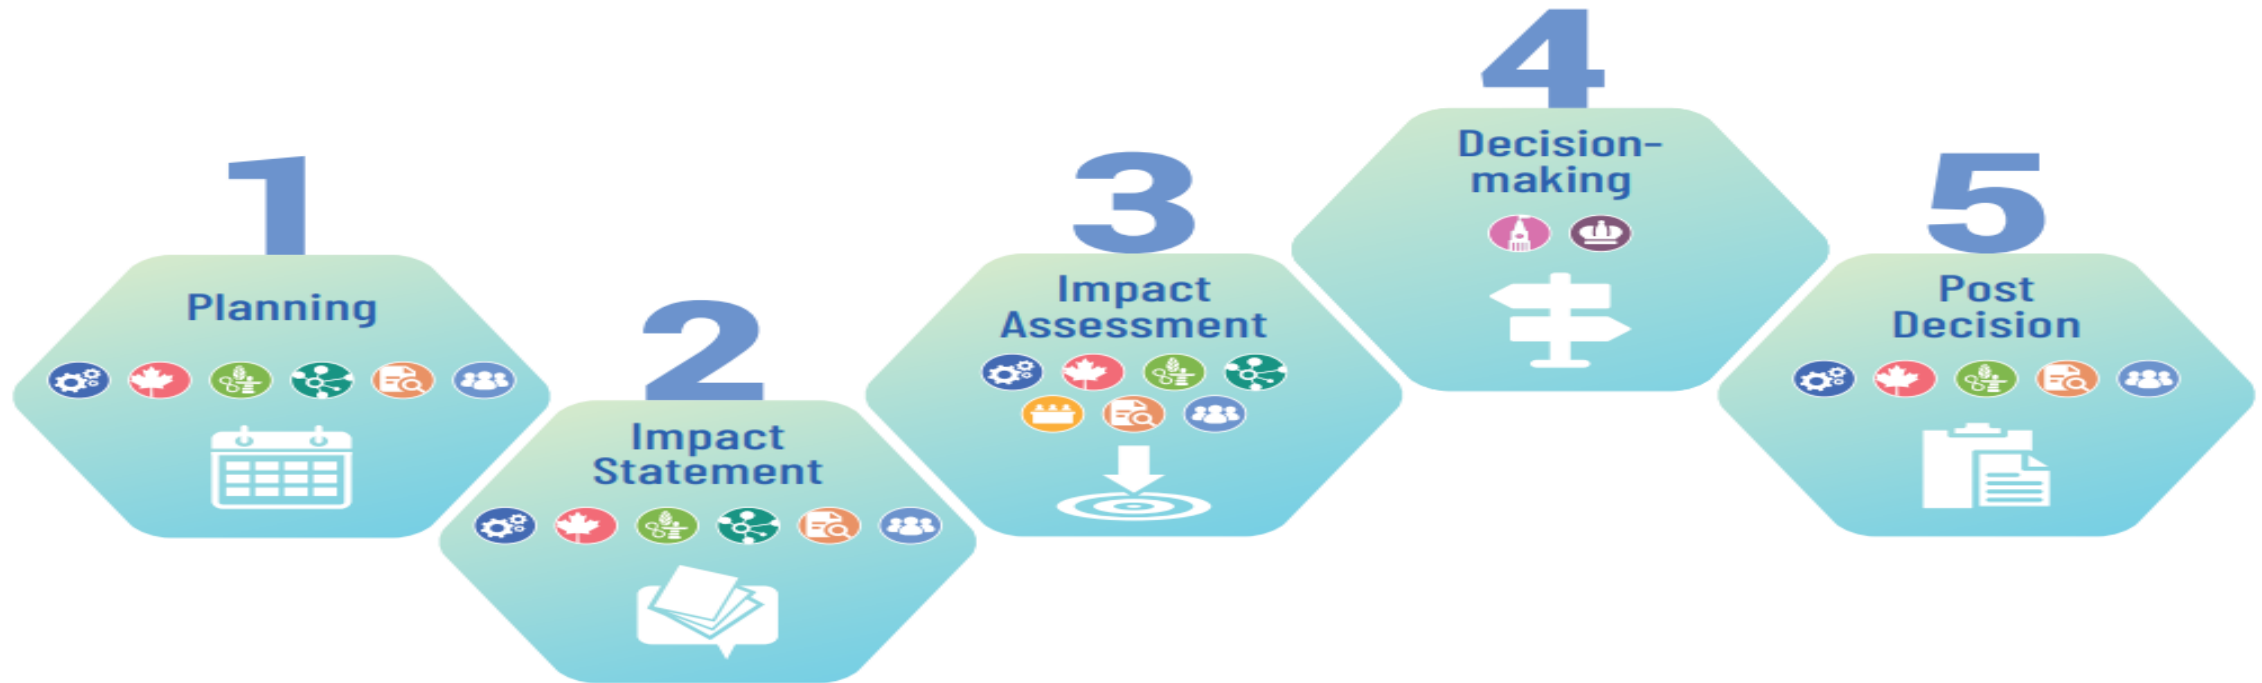 1
Planning
2
Impact
Statement
3
Impact
Assessment
4
Decision-
making
5
Post
Decision